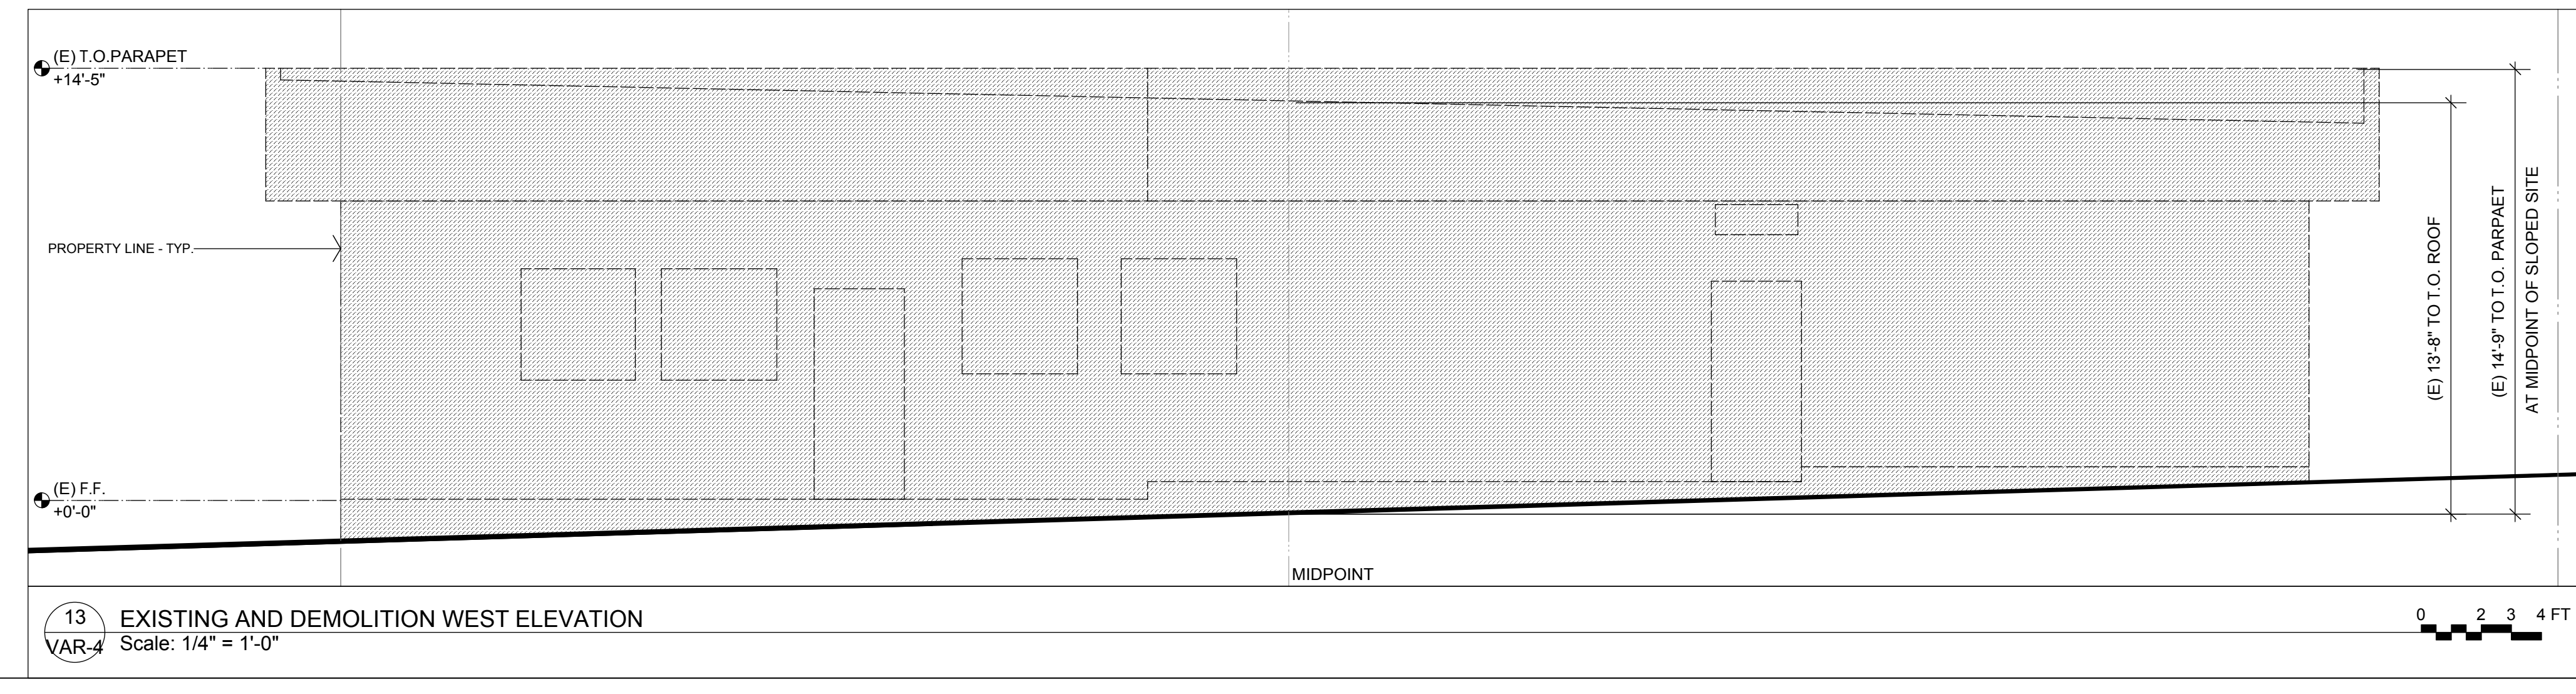 (E) T.O.PARAPET
+14'-5"
PROPERTY LINE - TYP.
(E) F.F.
+0'-0"
(E) 13'-8" TO T.O. ROOF
(E) 14'-9" TO T.O. PARPAET
AT MIDPOINT OF SLOPED SITE
MIDPOINT
13
VAR-4
EXISTING AND DEMOLITION WEST ELEVATION
Scale: 1/4" = 1'-0"
0 2 3 4 FT